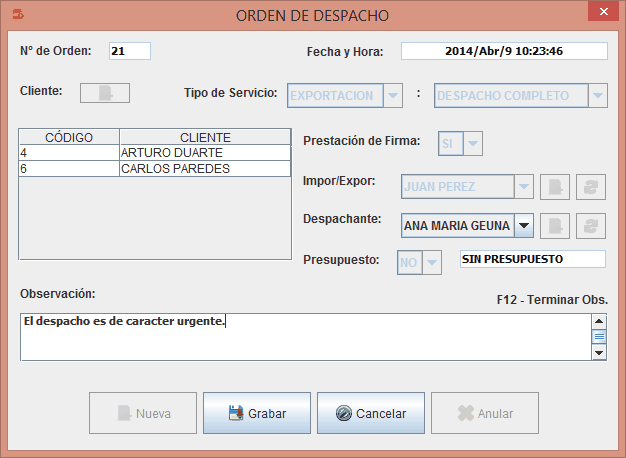 ORDEN DE DESPACHO
Nº de Orden: 21 Fecha y Hora: 2014/Abr/9 10:23:46
Cliente: Tipo de Servicio: EXPORTACION : DESPACHO COMPLETO
CÓDIGO CLIENTE
4 ARTURO DUARTE
6 CARLOS PAREDES
Prestación de Firma: SI
Impor/Expor: JUAN PEREZ
Despachante: ANA MARIA GEUNA
Presupuesto: NO SIN PRESUPUESTO
Observación: F12 - Terminar Obs.
El despacho es de caracter urgente.
Nueva Grabar Cancelar Anular